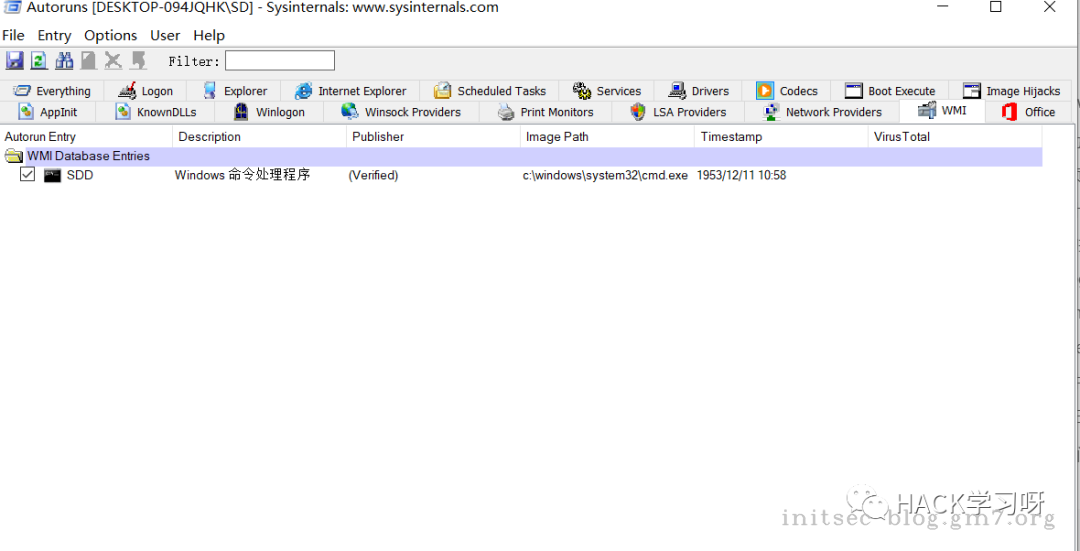 Autoruns [DESKTOP-094JQHK\SD] - Sysinternals: www.sysinternals.com
File Entry Options User Help
Filter:
Everything Logon Explorer Internet Explorer Scheduled Tasks Services Drivers Codecs Boot Execute Image Hijacks
AppInit KnownDLLs Winlogon Winsock Providers Print Monitors LSA Providers Network Providers WMI Office
Autorun Entry Description Publisher Image Path Timestamp VirusTotal
WMI Database Entries
SDD Windows 命令处理程序 (Verified) c:\windows\system32\cmd.exe 1953/12/11 10:58
HACK学习呀
initsec-blog.gm7.org